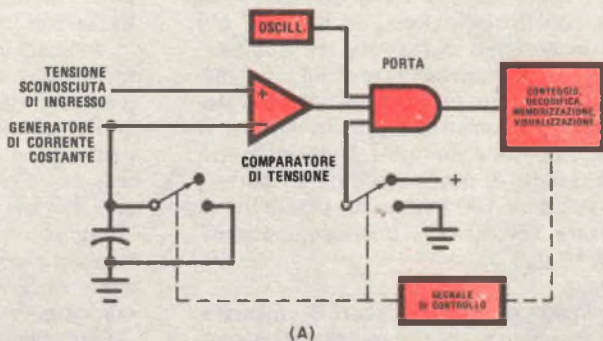 OSCILL.
PORTA
TENSIONE
SCONOSCIUTA
DI INGRESSO
+
GENERATORE
DI CORRENTE
COSTANTE
−
COMPARATORE
DI TENSIONE
CONTEGGIO,
DECODIFICA,
MEMORIZZAZIONE,
VISUALIZZAZIONE
+
SEGNALE
DI CONTROLLO
(A)